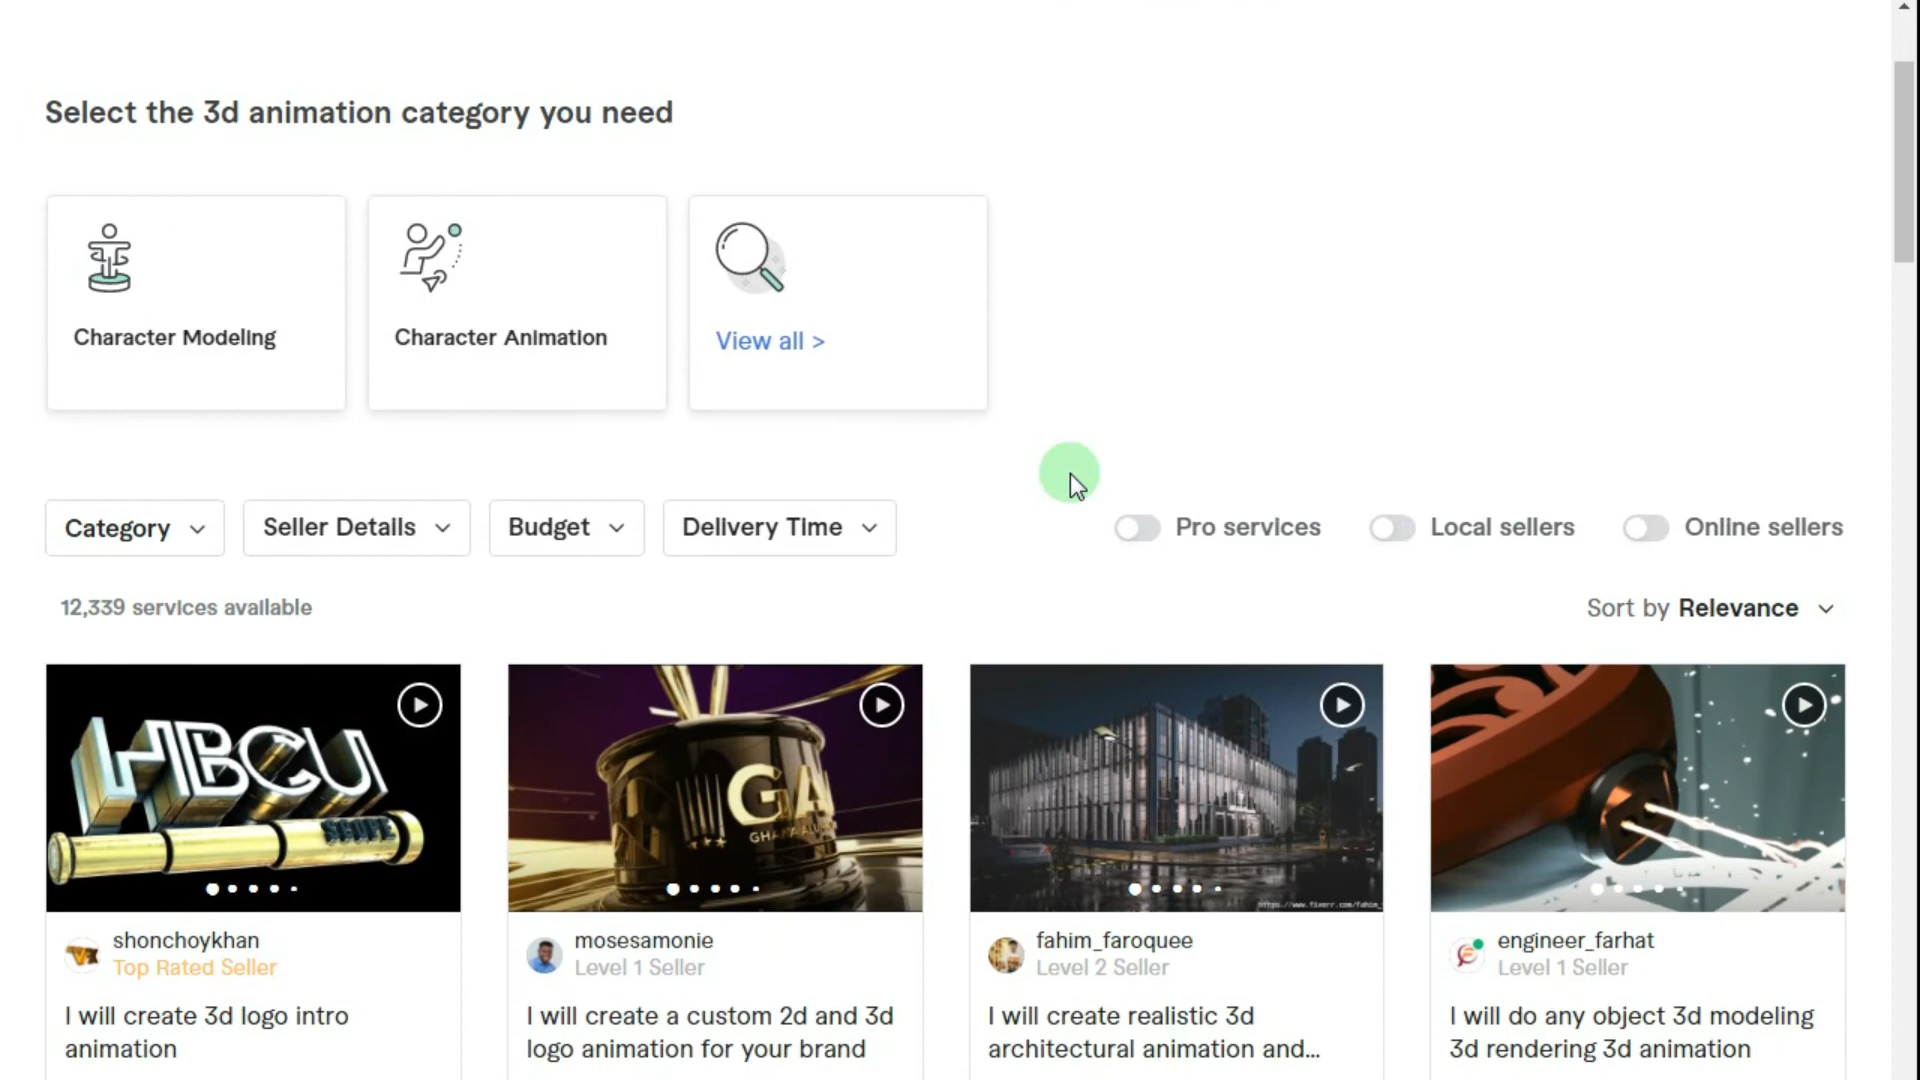 Select the 3d animation category you need
Character Modeling
Character Animation
View all >
Category
Seller Details
Budget
Delivery Time
Pro services
Local sellers
Online sellers
12,339 services available
Sort by Relevance
HBCU
GA
shonchoykhan
Top Rated Seller
I will create 3d logo intro
animation
mosesamonie
Level 1 Seller
I will create a custom 2d and 3d
logo animation for your brand
fahim_faroquee
Level 2 Seller
I will create realistic 3d
architectural animation and...
engineer_farhat
Level 1 Seller
I will do any object 3d modeling
3d rendering 3d animation